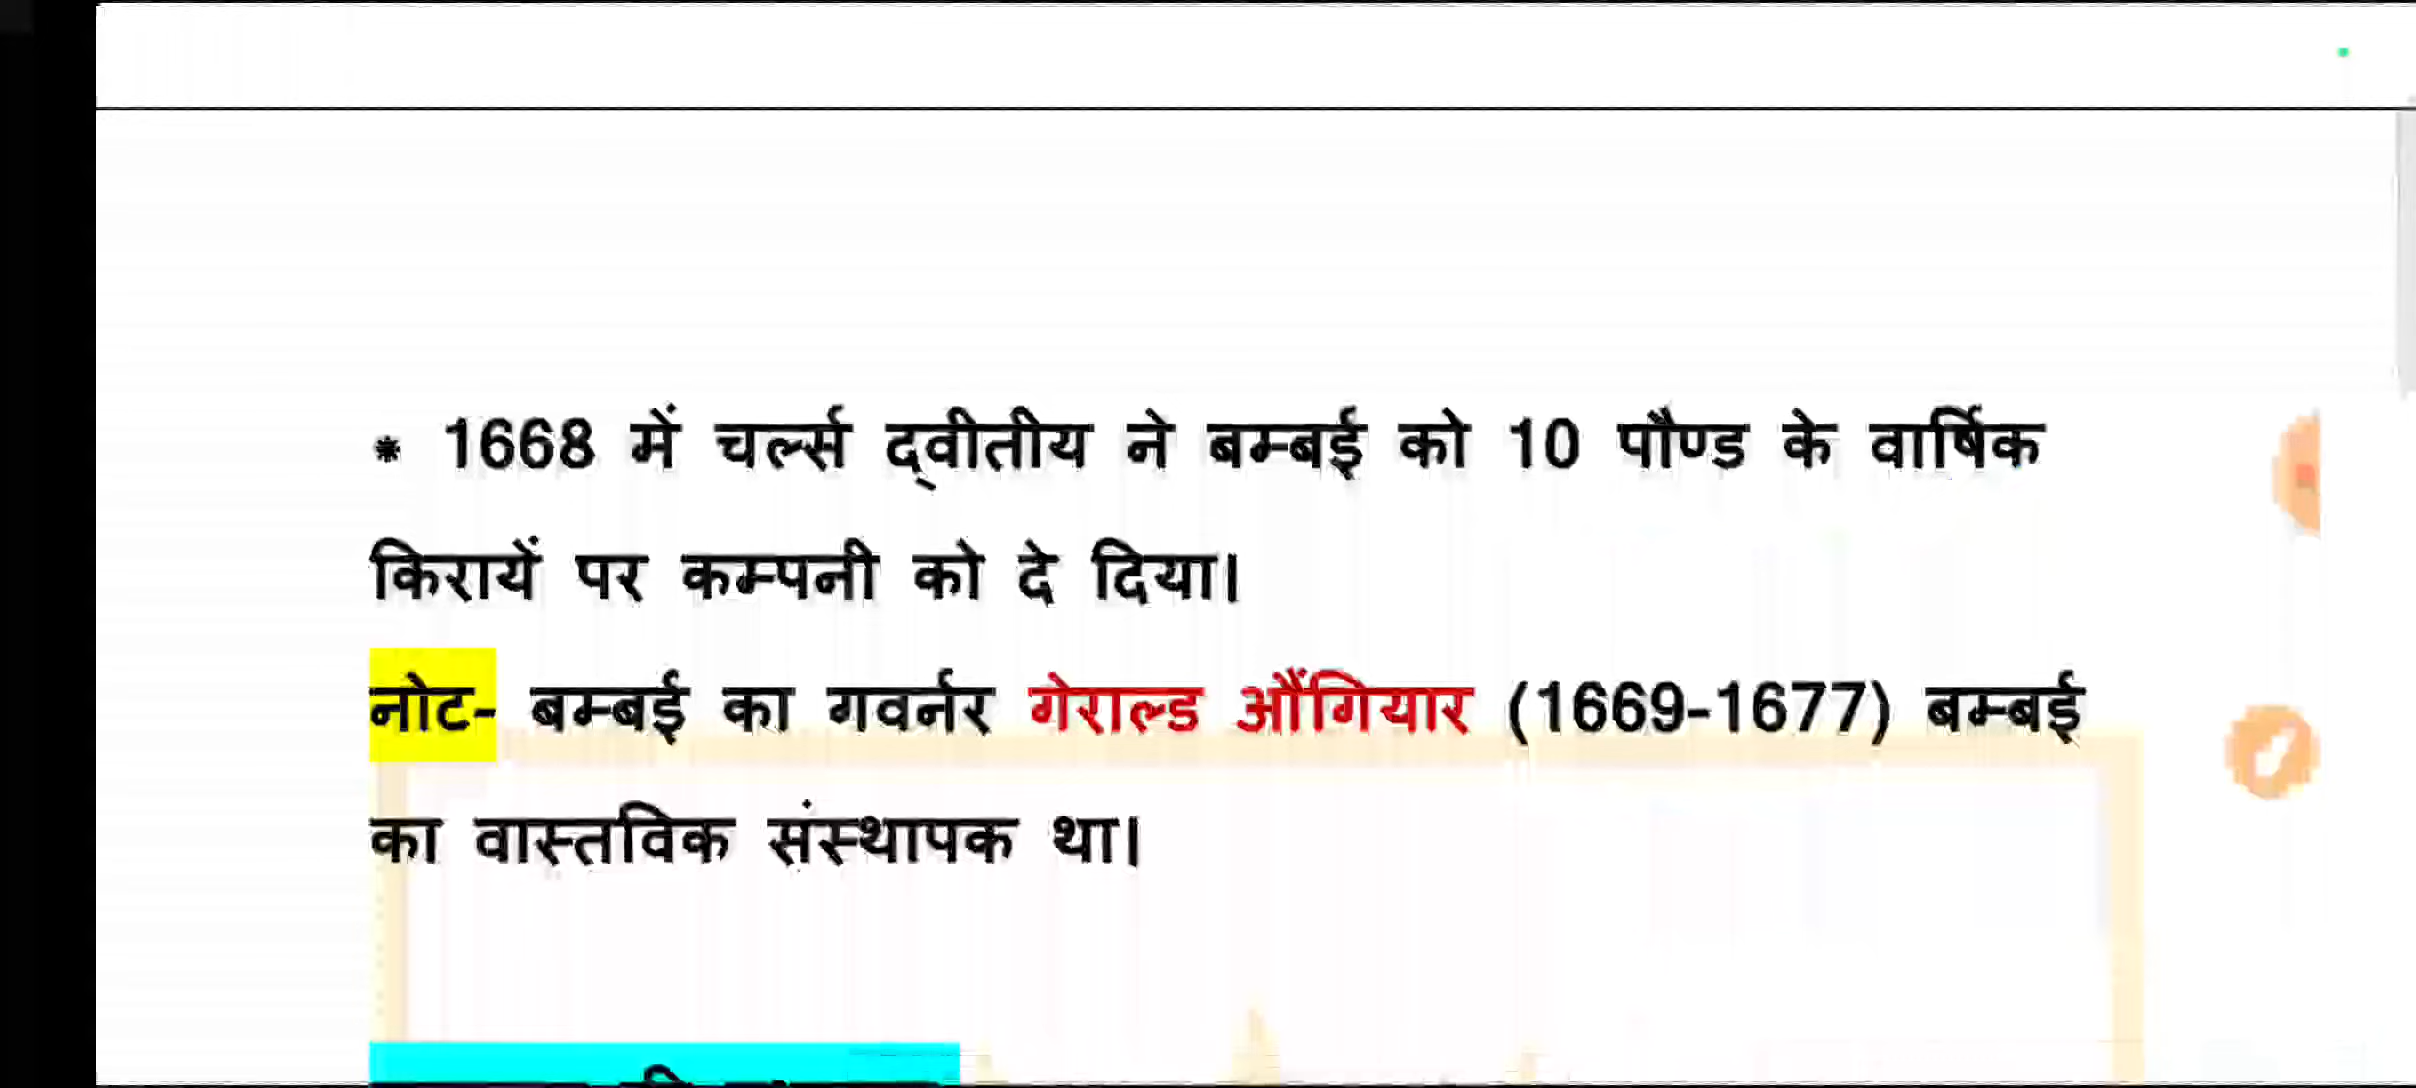 * 1668 में चर्ल्स द्‌वीतीय ने बम्बई को 10 पौण्ड के वार्षिक
किरायें पर कम्पनी को दे दिया।
नोट- बम्बई का गवर्नर गेराल्ड औंगियार (1669-1677) बम्बई
का वास्तविक संस्थापक था।